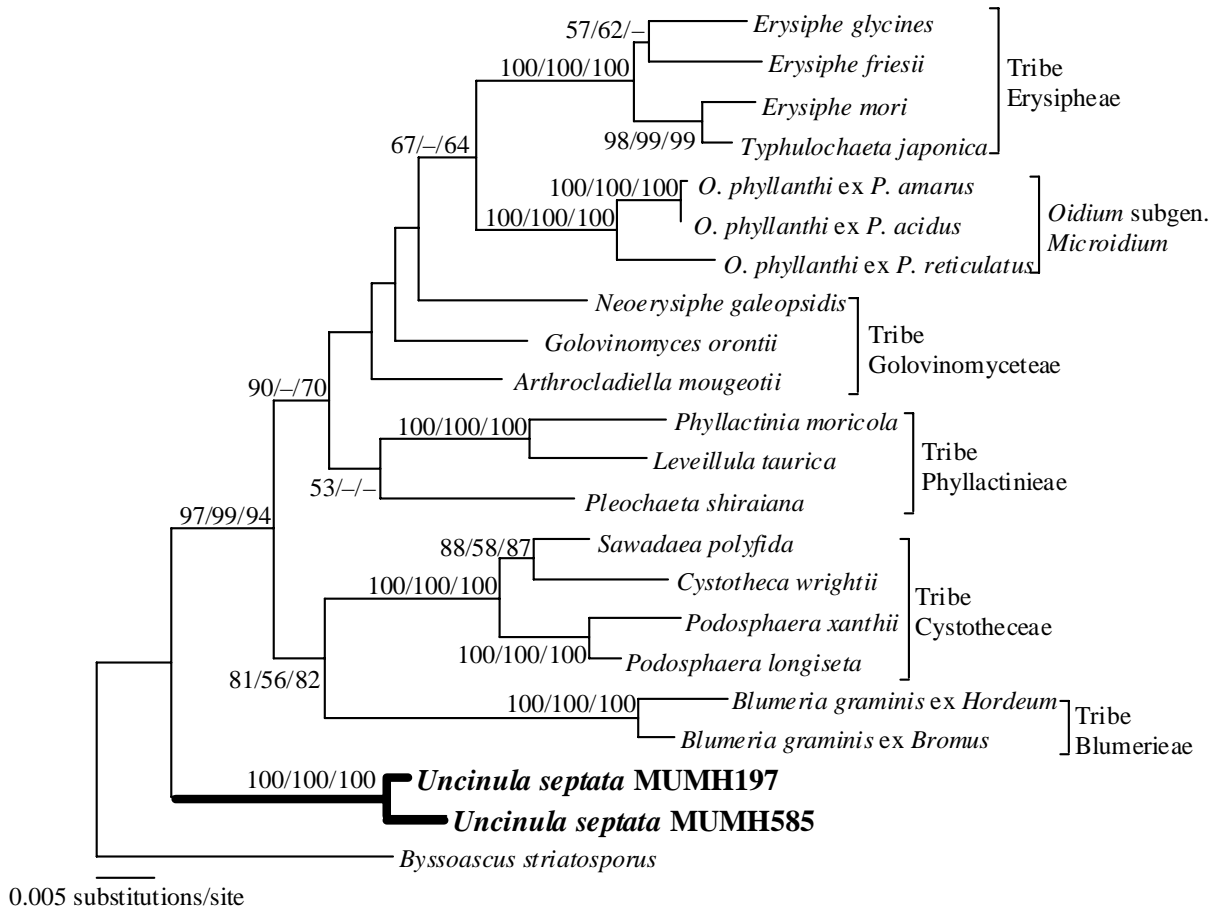 57/62/–
Erysiphe glycines
Erysiphe friesii
100/100/100
Tribe
Erysipheae
Erysiphe mori
98/99/99
Typhulochaeta japonica
67/–/64
100/100/100
O. phyllanthi ex P. amarus
100/100/100
O. phyllanthi ex P. acidus
Oidium subgen.
Microidium
O. phyllanthi ex P. reticulatus
Neoerysiphe galeopsidis
Tribe
Golovinomyceteae
Golovinomyces orontii
Arthrocladiella mougeotii
90/–/70
Phyllactinia moricola
100/100/100
Tribe
Phyllactinieae
Leveillula taurica
53/–/–
Pleochaeta shiraiana
97/99/94
Sawadaea polyfida
88/58/87
Cystotheca wrightii
100/100/100
Tribe
Cystotheceae
Podosphaera xanthii
100/100/100
Podosphaera longiseta
81/56/82
Blumeria graminis ex Hordeum
100/100/100
Tribe
Blumerieae
Blumeria graminis ex Bromus
100/100/100
Uncinula septata MUMH197
Uncinula septata MUMH585
Byssoascus striatosporus
0.005 substitutions/site